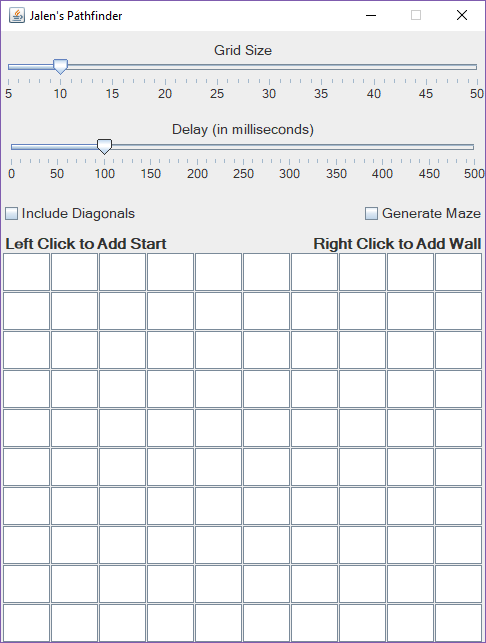 Jalen's Pathfinder
Grid Size
5 10 15 20 25 30 35 40 45 50
Delay (in milliseconds)
0 50 100 150 200 250 300 350 400 450 500
Include Diagonals Generate Maze
Left Click to Add Start Right Click to Add Wall